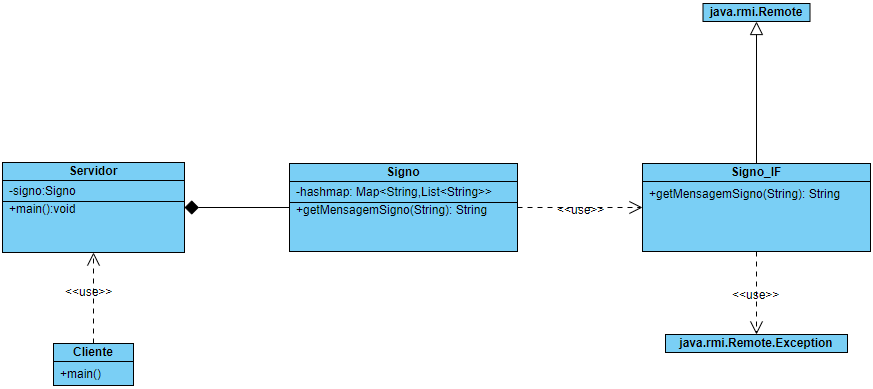 java.rmi.Remote
Servidor
-signo:Signo
+main():void
Signo
-hashmap: Map<String,List<String>>
+getMensagemSigno(String): String
<<use>>
Signo_IF
+getMensagemSigno(String): String
<<use>>
<<use>>
java.rmi.Remote.Exception
Cliente
+main()